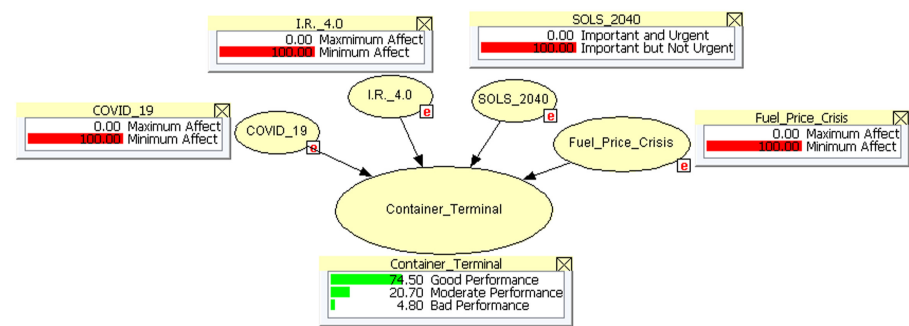 I.R._4.0
0.00 Maxmimum Affect
100.00 Minimum Affect
SOLS_2040
0.00 Important and Urgent
100.00 Important but Not Urgent
COVID_19
0.00 Maximum Affect
100.00 Minimum Affect
I.R._4.0
e
SOLS_2040
e
COVID_19
e
Fuel_Price_Crisis
e
Fuel_Price_Crisis
0.00 Maximum Affect
100.00 Minimum Affect
Container_Terminal
Container_Terminal
74.50 Good Performance
20.70 Moderate Performance
4.80 Bad Performance